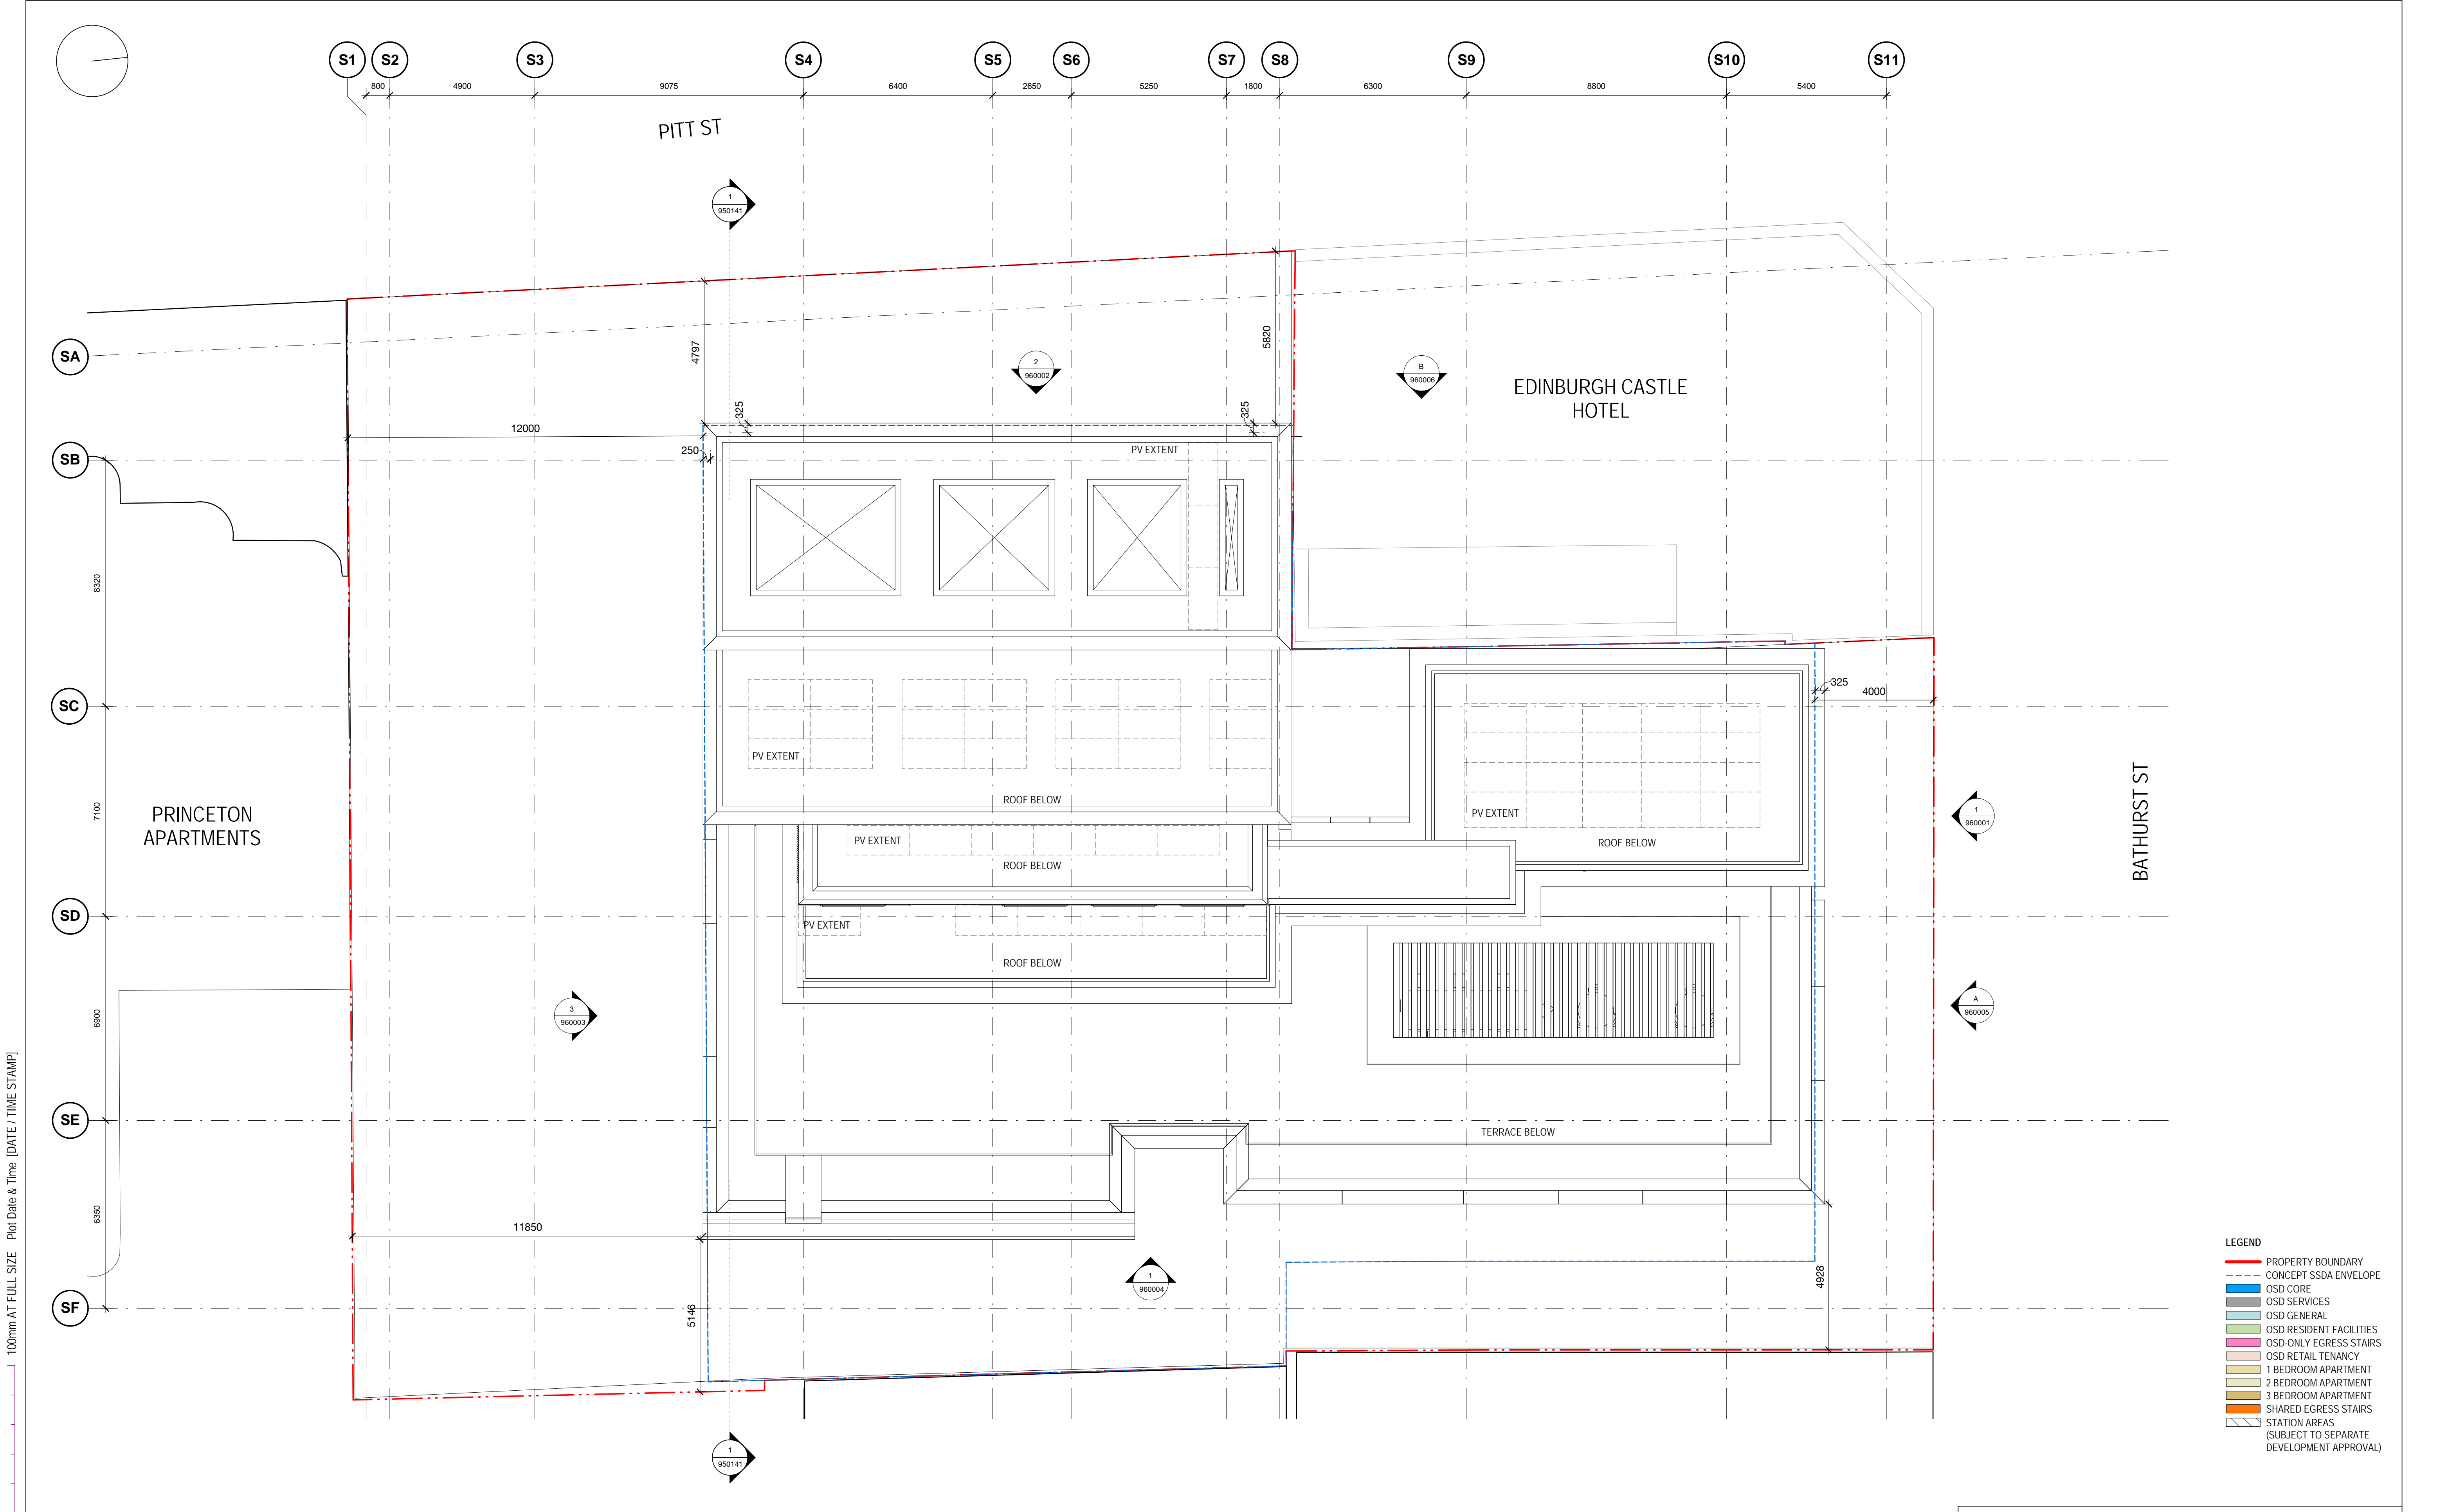 S1 S2 S3 S4 S5 S6 S7 S8 S9 S10 S11
800 4900 9075 6400 2650 5250 1800 6300 8800 5400
PITT ST
1
950141
SA
4797
5820
2
960002
B
960006
EDINBURGH CASTLE
HOTEL
325
325
12000
250
PV EXTENT
SB
8320
325
4000
SC
PV EXTENT
ROOF BELOW
PV EXTENT
ROOF BELOW
7100
PRINCETON
APARTMENTS
PV EXTENT
ROOF BELOW
1
960001
BATHURST ST
SD
PV EXTENT
ROOF BELOW
3
960003
A
960005
6900
SE
TERRACE BELOW
6350
11850
1
960004
5146
4928
SF
1
950141
100mm AT FULL SIZE Plot Date & Time [DATE / TIME STAMP]
LEGEND
PROPERTY BOUNDARY
CONCEPT SSDA ENVELOPE
OSD CORE
OSD SERVICES
OSD GENERAL
OSD RESIDENT FACILITIES
OSD-ONLY EGRESS STAIRS
OSD RETAIL TENANCY
1 BEDROOM APARTMENT
2 BEDROOM APARTMENT
3 BEDROOM APARTMENT
SHARED EGRESS STAIRS
STATION AREAS
(SUBJECT TO SEPARATE
DEVELOPMENT APPROVAL)